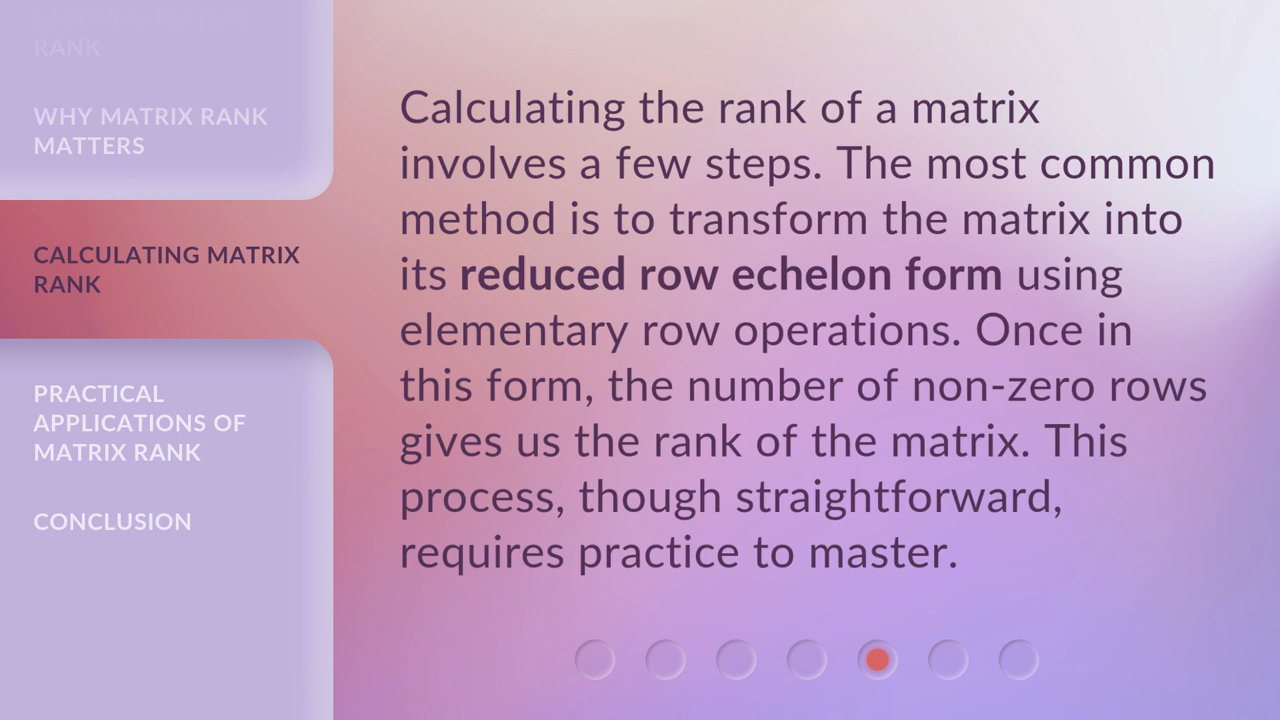 RANK
WHY MATRIX RANK
MATTERS
CALCULATING MATRIX
RANK
PRACTICAL
APPLICATIONS OF
MATRIX RANK
CONCLUSION
Calculating the rank of a matrix
involves a few steps. The most common
method is to transform the matrix into
its reduced row echelon form using
elementary row operations. Once in
this form, the number of non-zero rows
gives us the rank of the matrix. This
process, though straightforward,
requires practice to master.